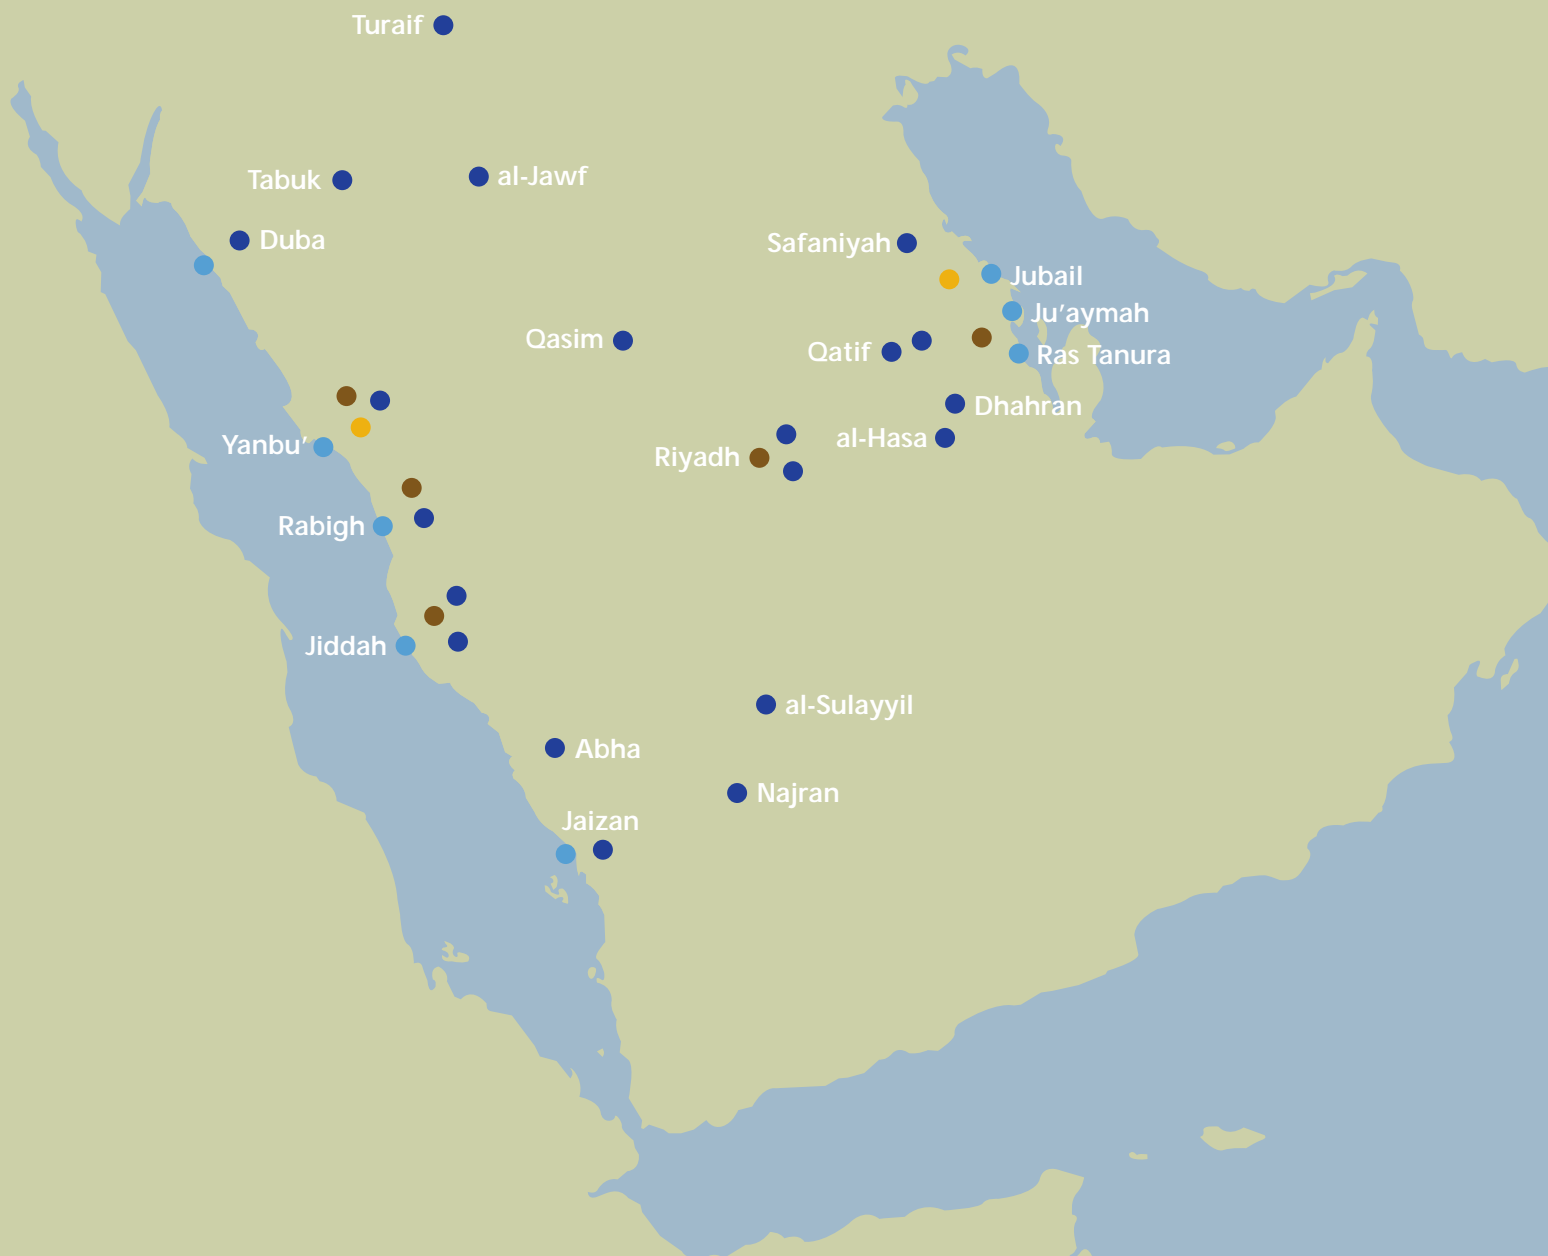 Turaif
Tabuk
al-Jawf
Duba
Safaniyah
Jubail
Ju’aymah
Qasim
Qatif
Ras Tanura
Dhahran
Yanbu’
al-Hasa
Riyadh
Rabigh
Jiddah
al-Sulayyil
Abha
Najran
Jaizan